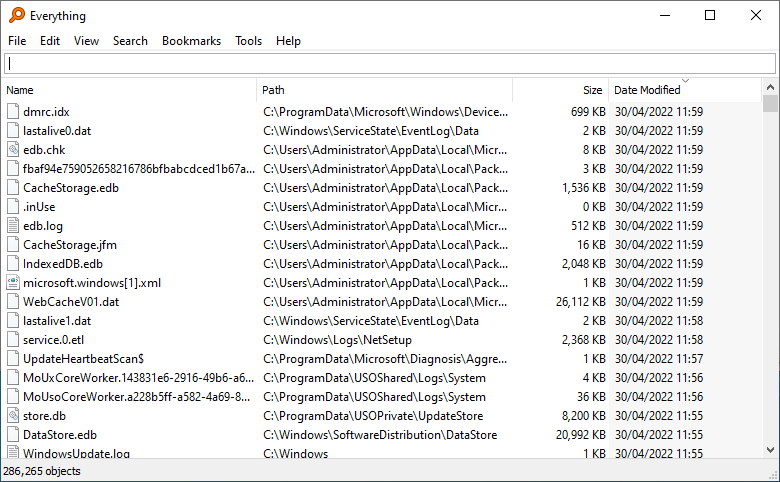 Everything
File Edit View Search Bookmarks Tools Help
Name Path Size Date Modified
dmrc.idx C:\ProgramData\Microsoft\Windows\Device... 699 KB 30/04/2022 11:59
lastalive0.dat C:\Windows\ServiceState\EventLog\Data 2 KB 30/04/2022 11:59
edb.chk C:\Users\Administrator\AppData\Local\Micr... 8 KB 30/04/2022 11:59
fbaf94e759052658216786bfbabcdced1b67a... C:\Users\Administrator\AppData\Local\Pack... 3 KB 30/04/2022 11:59
CacheStorage.edb C:\Users\Administrator\AppData\Local\Pack... 1,536 KB 30/04/2022 11:59
.inUse C:\Users\Administrator\AppData\Local\Micr... 0 KB 30/04/2022 11:59
edb.log C:\Users\Administrator\AppData\Local\Micr... 512 KB 30/04/2022 11:59
CacheStorage.jfm C:\Users\Administrator\AppData\Local\Pack... 16 KB 30/04/2022 11:59
IndexedDB.edb C:\Users\Administrator\AppData\Local\Pack... 2,048 KB 30/04/2022 11:59
microsoft.windows[1].xml C:\Users\Administrator\AppData\Local\Pack... 1 KB 30/04/2022 11:59
WebCacheV01.dat C:\Users\Administrator\AppData\Local\Micr... 26,112 KB 30/04/2022 11:59
lastalive1.dat C:\Windows\ServiceState\EventLog\Data 2 KB 30/04/2022 11:58
service.0.etl C:\Windows\Logs\NetSetup 2,368 KB 30/04/2022 11:58
UpdateHeartbeatScan$ C:\ProgramData\Microsoft\Diagnosis\Aggre... 1 KB 30/04/2022 11:57
MoUxCoreWorker.143831e6-2916-49b6-a6... C:\ProgramData\USOShared\Logs\System 4 KB 30/04/2022 11:56
MoUsoCoreWorker.a228b5ff-a582-4a69-8... C:\ProgramData\USOShared\Logs\System 36 KB 30/04/2022 11:56
store.db C:\ProgramData\USOPrivate\UpdateStore 8,200 KB 30/04/2022 11:55
DataStore.edb C:\Windows\SoftwareDistribution\DataStore 20,992 KB 30/04/2022 11:55
WindowsUpdate.log C:\Windows 1 KB 30/04/2022 11:55
286,265 objects